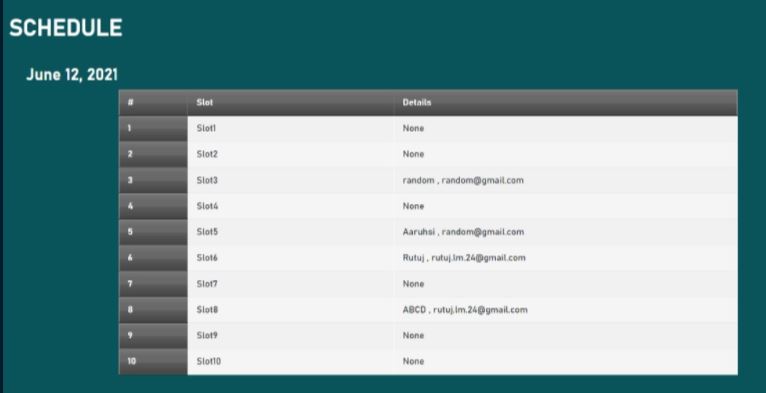 SCHEDULE
June 12, 2021
# Slot Details
1 Slot1 None
2 Slot2 None
3 Slot3 random , random@gmail.com
4 Slot4 None
5 Slot5 Aaruhsi , random@gmail.com
6 Slot6 Rutuj , rutuj.lm.24@gmail.com
7 Slot7 None
8 Slot8 ABCD , rutuj.lm.24@gmail.com
9 Slot9 None
10 Slot10 None